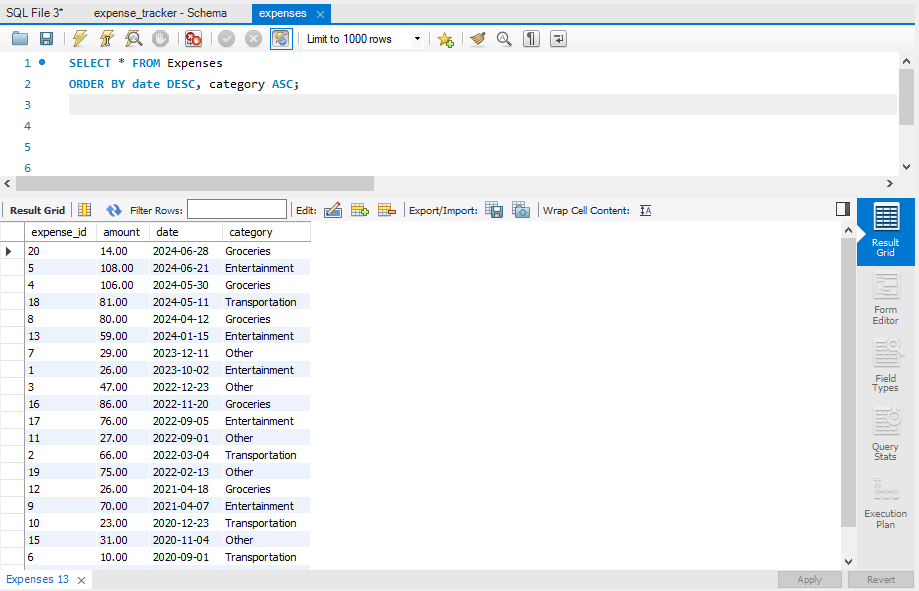 SQL File 3* expense_tracker - Schema expenses
Limit to 1000 rows
1 SELECT * FROM Expenses
2 ORDER BY date DESC, category ASC;
3
4
5
6
Result Grid Filter Rows: Edit: Export/Import: Wrap Cell Content: IA
expense_id amount date category
20 14.00 2024-06-28 Groceries
5 108.00 2024-06-21 Entertainment
4 106.00 2024-05-30 Groceries
18 81.00 2024-05-11 Transportation
8 80.00 2024-04-12 Groceries
13 59.00 2024-01-15 Entertainment
7 29.00 2023-12-11 Other
1 26.00 2023-10-02 Entertainment
3 47.00 2022-12-23 Other
16 86.00 2022-11-20 Groceries
17 76.00 2022-09-05 Entertainment
11 27.00 2022-09-01 Other
2 66.00 2022-03-04 Transportation
19 75.00 2022-02-13 Other
12 26.00 2021-04-18 Groceries
9 70.00 2021-04-07 Entertainment
10 23.00 2020-12-23 Transportation
15 31.00 2020-11-04 Other
6 10.00 2020-09-01 Transportation
Result
Grid
Form
Editor
Field
Types
Query
Stats
Execution
Plan
Expenses 13
Apply Revert